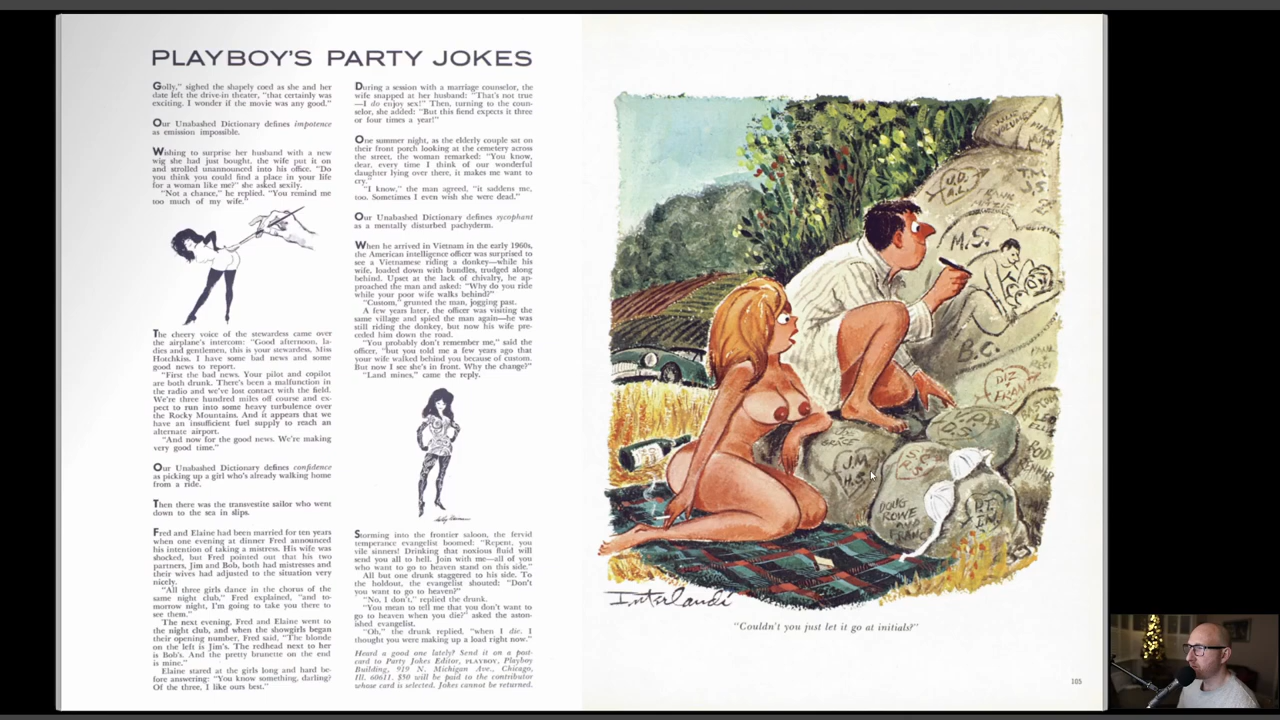 PLAYBOY'S PARTY JOKES
Golly," sighed the shapely coed as she and her
date left the drive-in theater, "that certainly was
exciting. I wonder if the movie was any good."
Our Unabashed Dictionary defines impotence
as emission impossible.
Wishing to surprise her husband with a new
wig she had just bought, the wife put it on
and strolled unannounced into his office. "Do
you think you could find a place in your life
for a woman like me?" she asked sexily.
"Not a chance," he replied. "You remind me
too much of my wife."
The cheery voice of the stewardess came over
the airplane's intercom: "Good afternoon, la-
dies and gentlemen, this is your stewardess, Miss
Hotchkiss. I have some bad news and some
good news to report.
"First the bad news. Your pilot and copilot
are both drunk. There's been a malfunction in
the radio and we've lost contact with the field.
We're three hundred miles off course and ex-
pect to run into some heavy turbulence over
the Rocky Mountains. And it appears that we
have an insufficient fuel supply to reach an
alternate airport.
"And now for the good news. We're making
very good time."
Our Unabashed Dictionary defines confidence
as picking up a girl who's already walking home
from a ride.
Then there was the transvestite sailor who went
down to the sea in slips.
Fred and Elaine had been married for ten years
when one evening at dinner Fred announced
his intention of taking a mistress. His wife was
shocked, but Fred pointed out that his two
partners, Jim and Bob, both had mistresses and
their wives had adjusted to the situation very
nicely.
"All three girls dance in the chorus of the
same night club," Fred explained, "and to-
morrow night, I'm going to take you there to
see them."
The next evening, Fred and Elaine went to
the night club, and when the showgirls began
their opening number, Fred said, "The blonde
on the left is Jim's. The redhead next to her
is Bob's. And the pretty brunette on the end
is mine."
Elaine stared at the girls long and hard be-
fore answering: "You know something, darling?
Of the three, I like ours best."
During a session with a marriage counselor, the
wife snapped at her husband: "That's not true
—I do enjoy sex!" Then, turning to the coun-
selor, she added: "But this fiend expects it three
or four times a year!"
One summer night, as the elderly couple sat on
their front porch looking at the cemetery across
the street, the woman remarked: "You know,
dear, every time I think of our wonderful
daughter lying over there, it makes me want to
cry."
"I know," the man agreed, "it saddens me,
too. Sometimes I even wish she were dead."
Our Unabashed Dictionary defines sycophant
as a mentally disturbed pachyderm.
When he arrived in Vietnam in the early 1960s,
the American intelligence officer was surprised to
see a Vietnamese riding a donkey—while his
wife, loaded down with bundles, trudged along
behind. Upset at the lack of chivalry, he ap-
proached the man and asked: "Why do you ride
while your poor wife walks behind?"
"Custom," grunted the man, jogging past.
A few years later, the officer was visiting the
same village and spied the man again—he was
still riding the donkey, but now his wife pre-
ceded him down the road.
"You probably don't remember me," said the
officer, "but you told me a few years ago that
your wife walked behind you because of custom.
But now I see she's in front. Why the change?"
"Land mines," came the reply.
Storming into the frontier saloon, the fervid
temperance evangelist boomed: "Repent, you
vile sinners! Drinking that noxious fluid will
send you all to hell. Join with me—all of you
who want to go to heaven stand on this side."
All but one drunk staggered to his side. To
the holdout, the evangelist shouted: "Don't
you want to go to heaven?"
"No, I don't," replied the drunk.
"You mean to tell me that you don't want to
go to heaven when you die?" asked the aston-
ished evangelist.
"Oh," the drunk replied, "when I die. I
thought you were making up a load right now."
Heard a good one lately? Send it on a post-
card to Party Jokes Editor, PLAYBOY, Playboy
Building, 919 N. Michigan Ave., Chicago,
Ill. 60611. $50 will be paid to the contributor
whose card is selected. Jokes cannot be returned.
M.S.
DIZ
DOUG
ROWE
Interlandi
"Couldn't you just let it go at initials?"
105